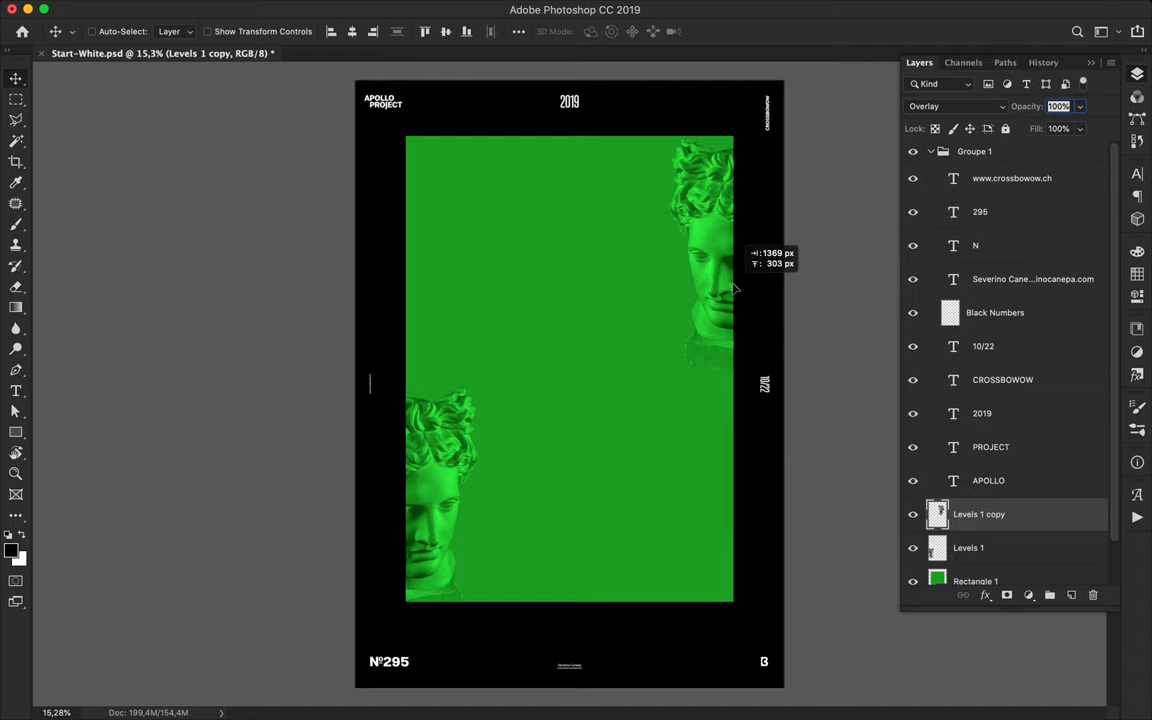 Adobe Photoshop CC 2019
Auto-Select:
Layer
Show Transform Controls
3D Mode:
Start-White.psd @ 15,3% (Levels 1 copy, RGB/8) *
Layers
Channels
Paths
History
Kind
Overlay
Opacity:
100%
Lock:
Fill:
100%
Groupe 1
www.crossbowow.ch
295
N
Severino Cane...inocanepa.com
Black Numbers
10/22
CROSSBOWOW
2019
PROJECT
APOLLO
Levels 1 copy
Levels 1
Rectangle 1
APOLLO
PROJECT
2019
CROSSBOWOW
:1369 px
: 303 px
10/22
Nº295
Severino Canepa
B
15,28%
Doc: 199,4M/154,4M